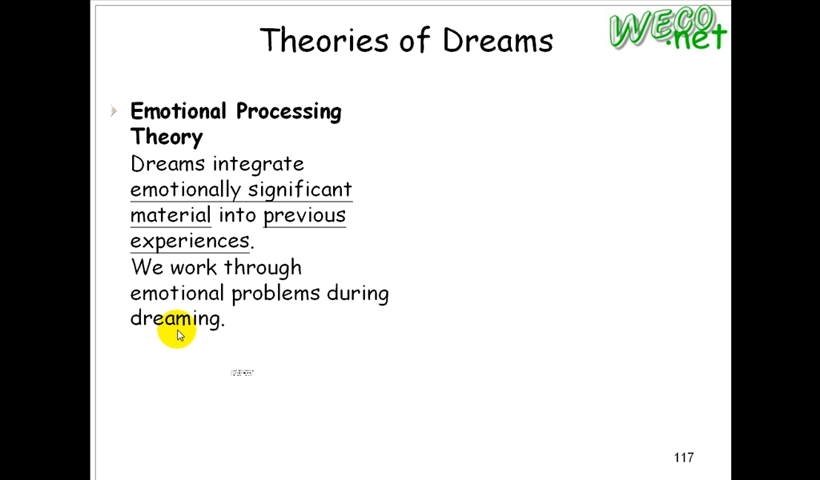 Theories of Dreams
WECO
.net
Emotional Processing
Theory
Dreams integrate
emotionally significant
material into previous
experiences.
We work through
emotional problems during
dreaming.
117